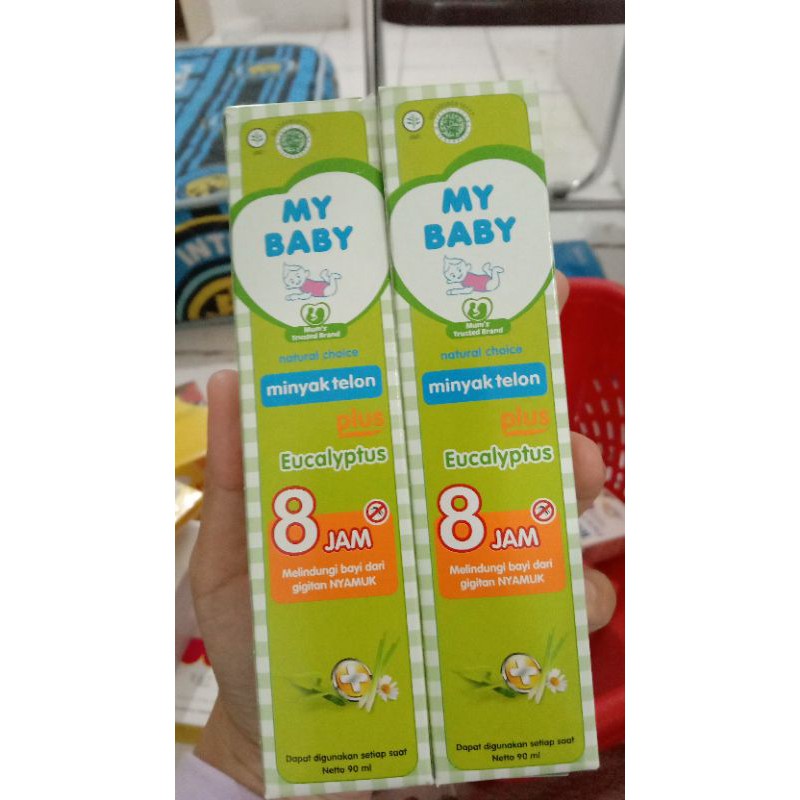 MY
BABY
Mum'z
Trusted Brand
natural choice
minyak telon
plus
Eucalyptus
8
JAM
Melindungi bayi dari
gigitan NYAMUK
Dapat digunakan setiap saat
Netto 90 ml
MY
BABY
Mum'z
Trusted Brand
natural choice
minyak telon
plus
Eucalyptus
8
JAM
Melindungi bayi dari
gigitan NYAMUK
Dapat digunakan setiap saat
Netto 90 ml
INT